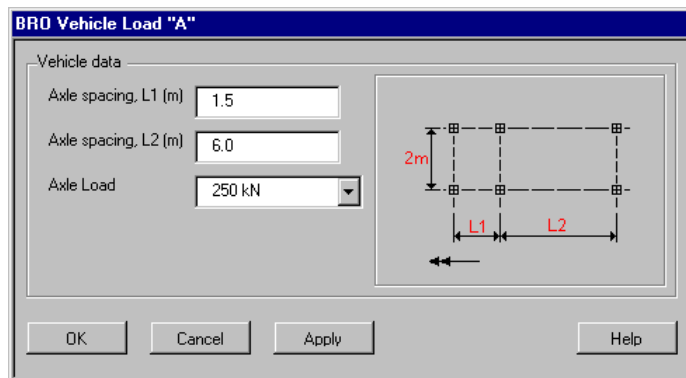 BRO Vehicle Load "A"
Vehicle data
Axle spacing, L1 (m) 1.5
Axle spacing, L2 (m) 6.0
Axle Load 250 kN
2m
L1 L2
OK Cancel Apply Help